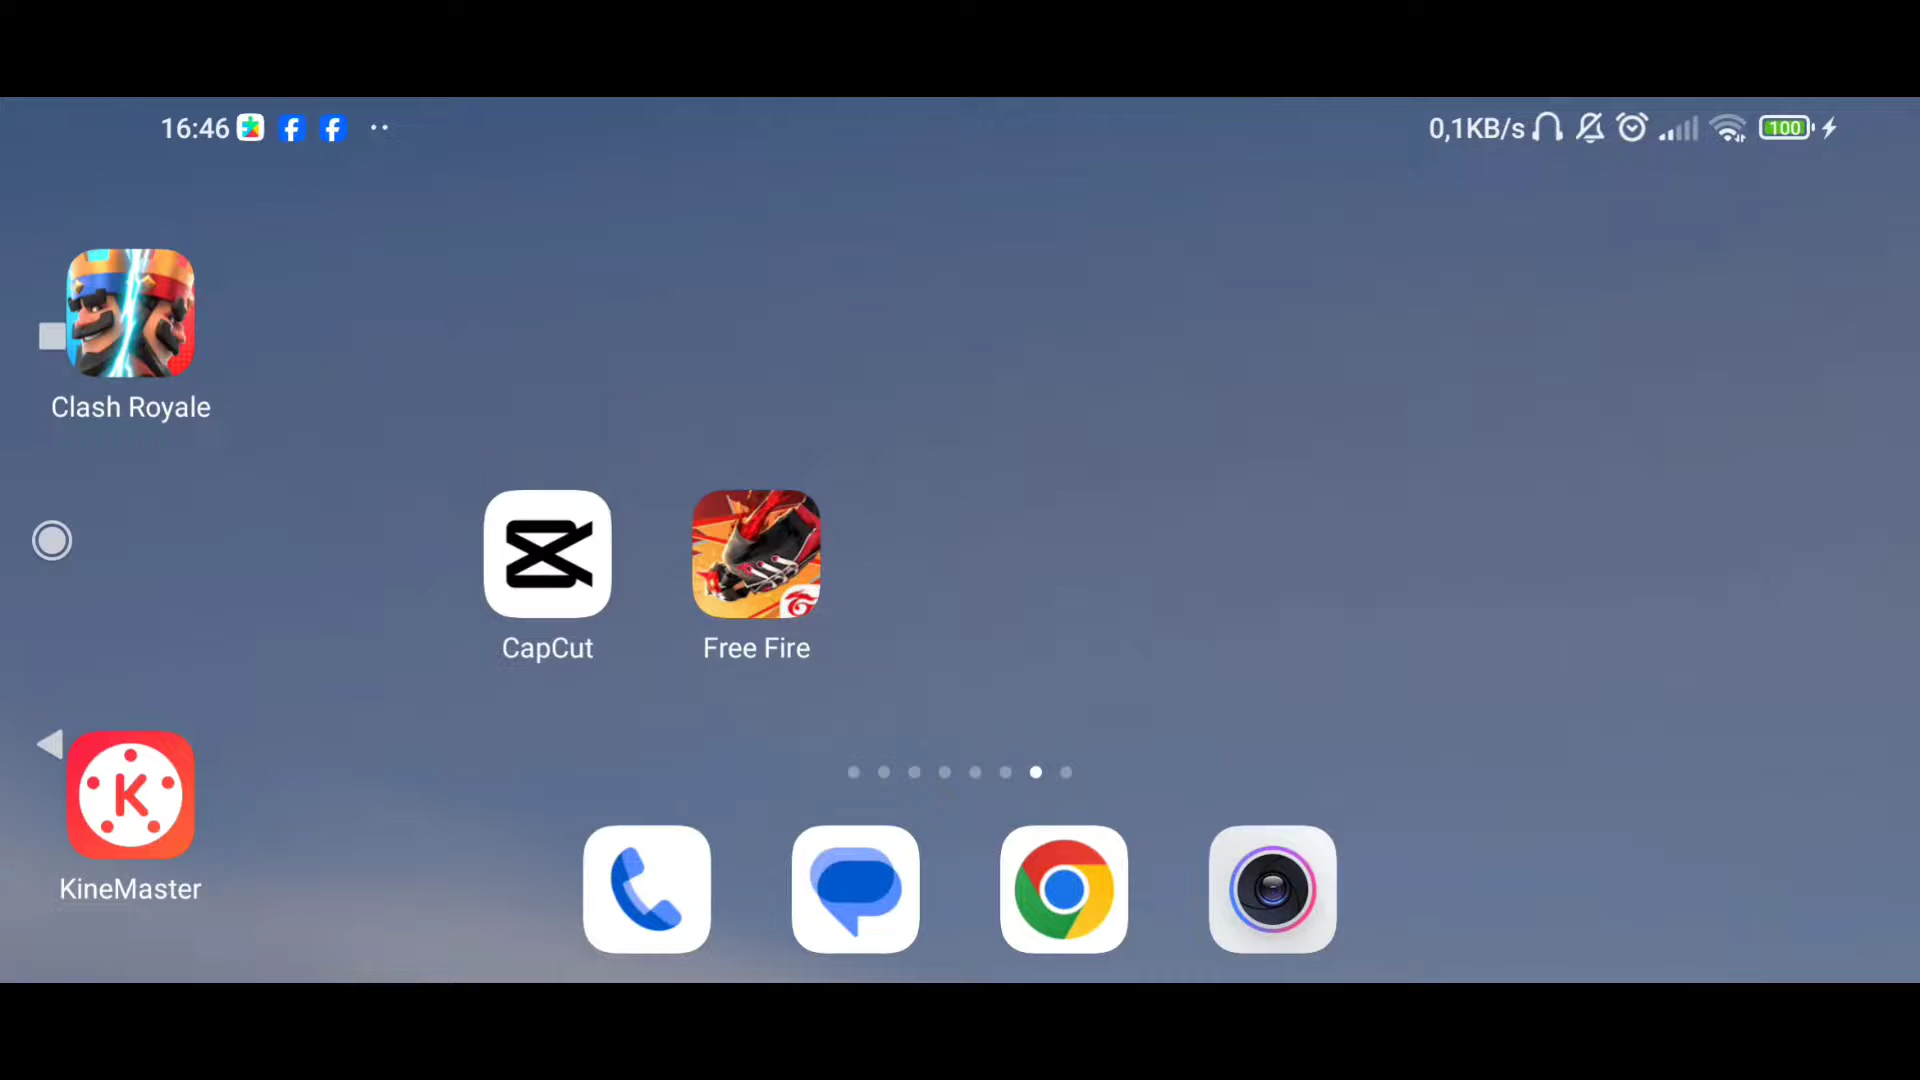 16:46
0,1KB/s
100
Clash Royale
CapCut
Free Fire
K
KineMaster